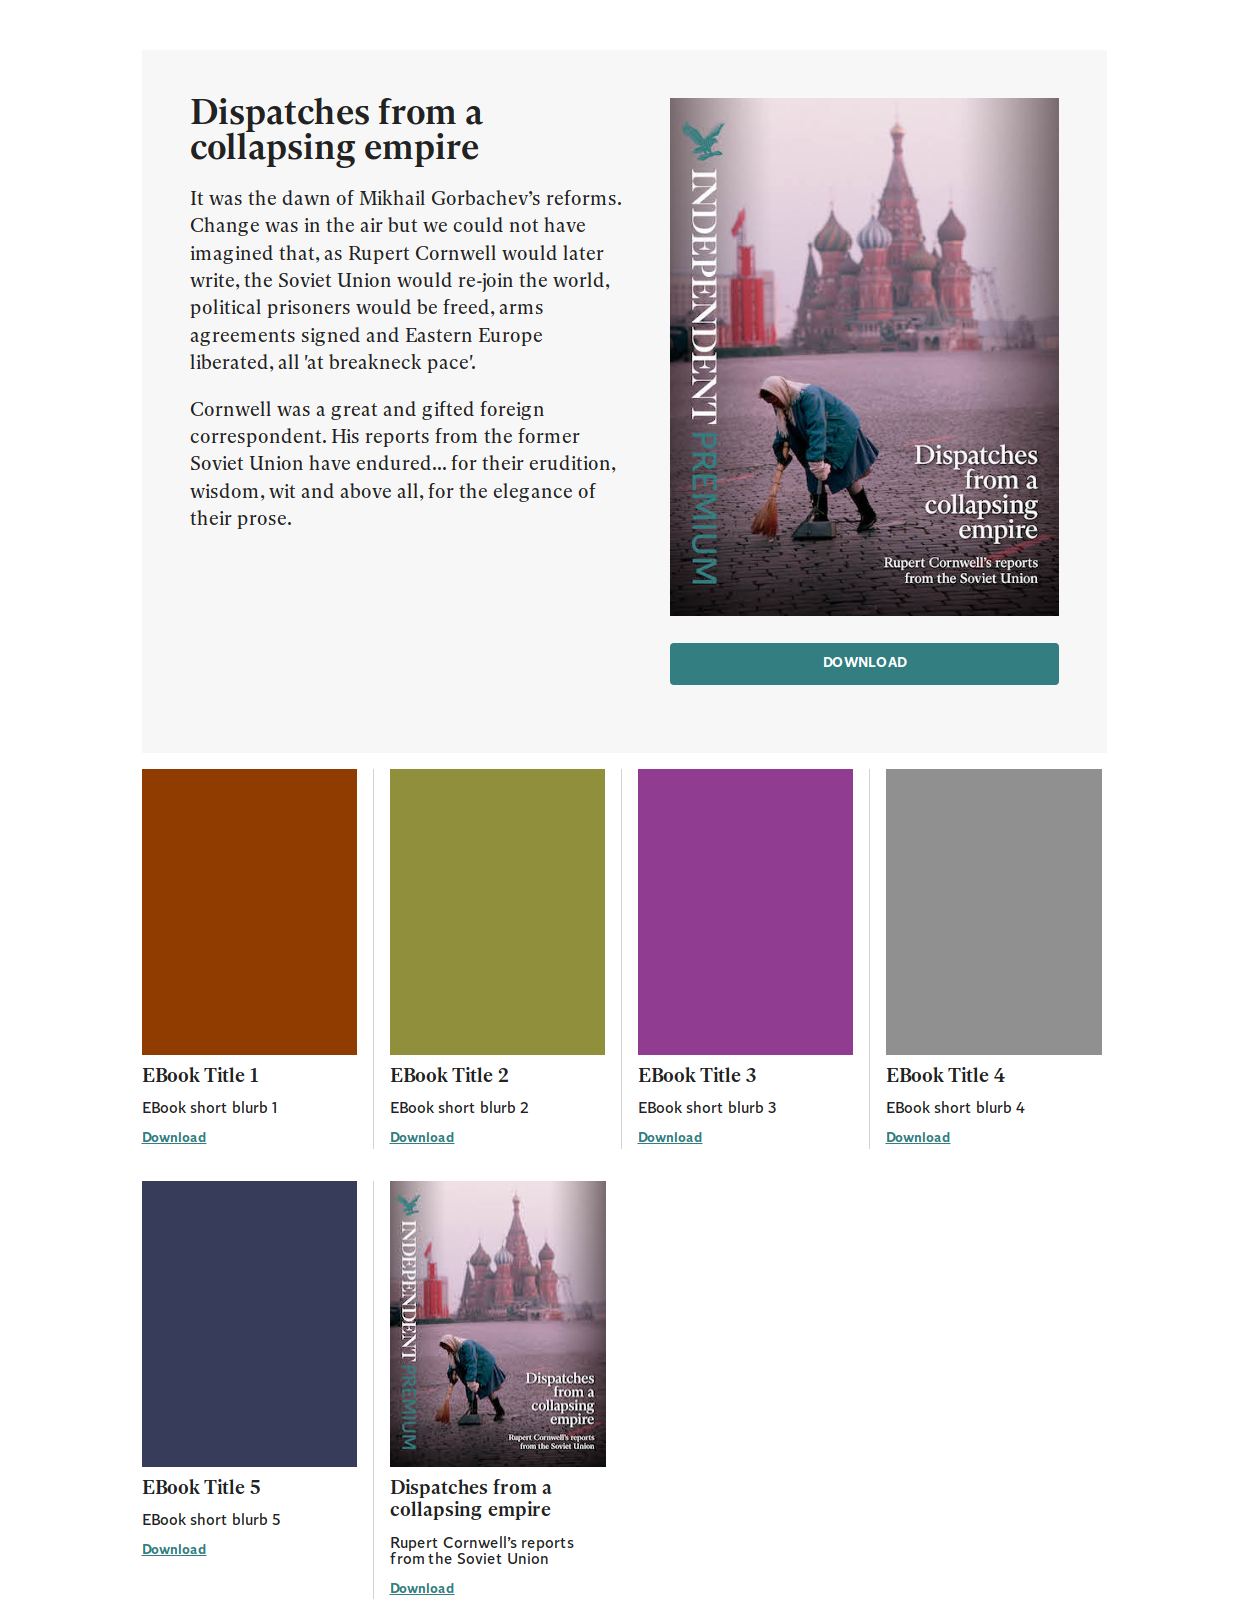 Dispatches from a
collapsing empire
It was the dawn of Mikhail Gorbachev’s reforms.
Change was in the air but we could not have
imagined that, as Rupert Cornwell would later
write, the Soviet Union would re-join the world,
political prisoners would be freed, arms
agreements signed and Eastern Europe
liberated, all 'at breakneck pace'.
Cornwell was a great and gifted foreign
correspondent. His reports from the former
Soviet Union have endured... for their erudition,
wisdom, wit and above all, for the elegance of
their prose.
INDEPENDENT PREMIUM
Dispatches
from a
collapsing
empire
Rupert Cornwell’s reports
from the Soviet Union
DOWNLOAD
EBook Title 1
EBook short blurb 1
Download
EBook Title 2
EBook short blurb 2
Download
EBook Title 3
EBook short blurb 3
Download
EBook Title 4
EBook short blurb 4
Download
EBook Title 5
EBook short blurb 5
Download
INDEPENDENT PREMIUM
Dispatches
from a
collapsing
empire
Rupert Cornwell’s reports
from the Soviet Union
Dispatches from a
collapsing empire
Rupert Cornwell’s reports
from the Soviet Union
Download